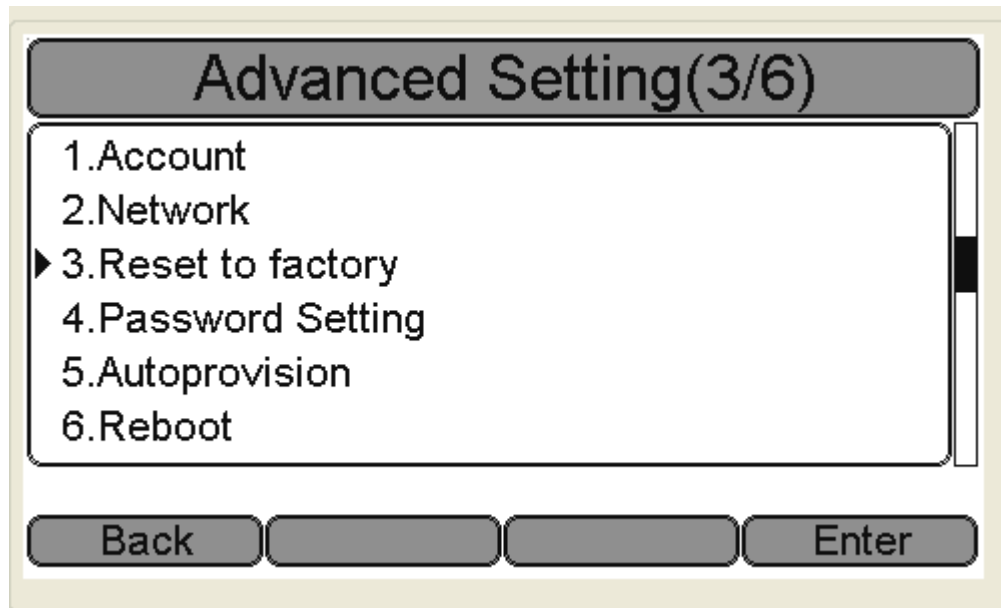 Advanced Setting(3/6)
1.Account
2.Network
3.Reset to factory
4.Password Setting
5.Autoprovision
6.Reboot
Back Enter